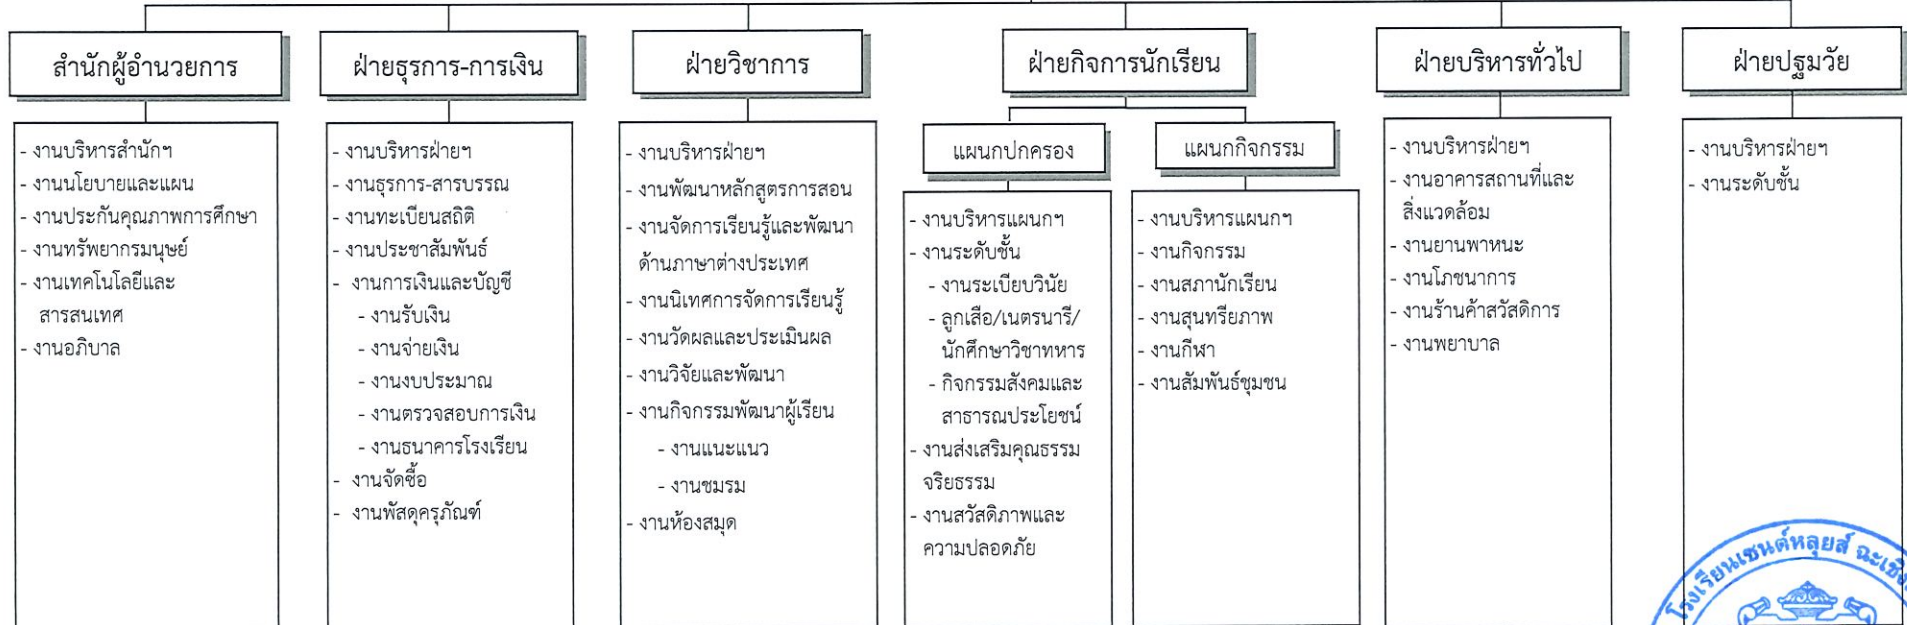 สำนักผู้อำนวยการ
- งานบริหารสำนักฯ
- งานนโยบายและแผน
- งานประกันคุณภาพการศึกษา
- งานทรัพยากรมนุษย์
- งานเทคโนโลยีและ
สารสนเทศ
- งานอภิบาล
ฝ่ายธุรการ-การเงิน
- งานบริหารฝ่ายฯ
- งานธุรการ-สารบรรณ
- งานทะเบียนสถิติ
- งานประชาสัมพันธ์
- งานการเงินและบัญชี
- งานรับเงิน
- งานจ่ายเงิน
- งานงบประมาณ
- งานตรวจสอบการเงิน
- งานธนาคารโรงเรียน
- งานจัดซื้อ
- งานพัสดุครุภัณฑ์
ฝ่ายวิชาการ
- งานบริหารฝ่ายฯ
- งานพัฒนาหลักสูตรการสอน
- งานจัดการเรียนรู้และพัฒนา
ด้านภาษาต่างประเทศ
- งานนิเทศการจัดการเรียนรู้
- งานวัดผลและประเมินผล
- งานวิจัยและพัฒนา
- งานกิจกรรมพัฒนาผู้เรียน
- งานแนะแนว
- งานชมรม
- งานห้องสมุด
ฝ่ายกิจการนักเรียน
แผนกปกครอง
- งานบริหารแผนกฯ
- งานระดับชั้น
- งานระเบียบวินัย
- ลูกเสือ/เนตรนารี/
นักศึกษาวิชาทหาร
- กิจกรรมสังคมและ
สาธารณประโยชน์
- งานส่งเสริมคุณธรรม
จริยธรรม
- งานสวัสดิภาพและ
ความปลอดภัย
แผนกกิจกรรม
- งานบริหารแผนกฯ
- งานกิจกรรม
- งานสภานักเรียน
- งานสุนทรียภาพ
- งานกีฬา
- งานสัมพันธ์ชุมชน
ฝ่ายบริหารทั่วไป
- งานบริหารฝ่ายฯ
- งานอาคารสถานที่และ
สิ่งแวดล้อม
- งานยานพาหนะ
- งานโภชนาการ
- งานร้านค้าสวัสดิการ
- งานพยาบาล
ฝ่ายปฐมวัย
- งานบริหารฝ่ายฯ
- งานระดับชั้น
โรงเรียนเซนต์หลุยส์